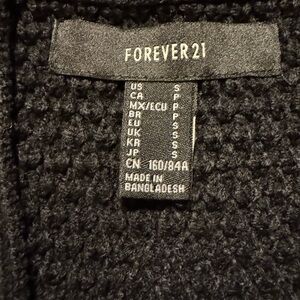 FOREVER 21
US S
CA P
MX/ECU P
BR P
EU S
UK S
KR S
JP S
CN 160/84A
MADE IN
BANGLADESH